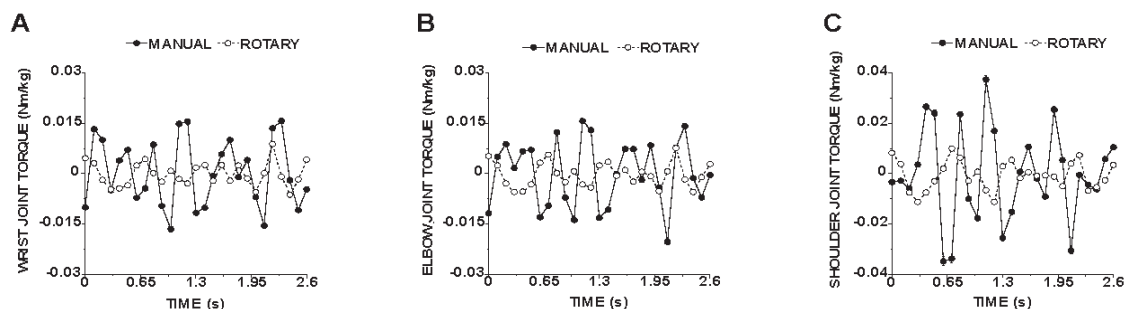 A
MANUAL ROTARY
WRIST JOINT TORQUE (Nm/kg)
0.03
0.015
0
-0.015
-0.03
0 0.65 1.3 1.95 2.6
TIME (s)
B
MANUAL ROTARY
ELBOW JOINT TORQUE (Nm/kg)
0.03
0.015
0
-0.015
-0.03
0 0.65 1.3 1.95 2.6
TIME (s)
C
MANUAL ROTARY
SHOULDER JOINT TORQUE (Nm/kg)
0.04
0.02
0
-0.02
-0.04
0 0.65 1.3 1.95 2.6
TIME (s)